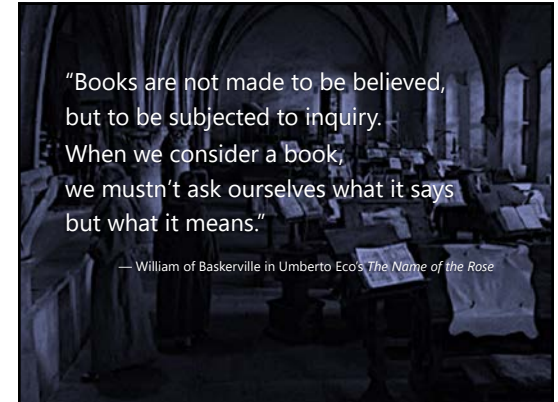 “Books are not made to be believed,
but to be subjected to inquiry.
When we consider a book,
we mustn’t ask ourselves what it says
but what it means.”
— William of Baskerville in Umberto Eco’s The Name of the Rose